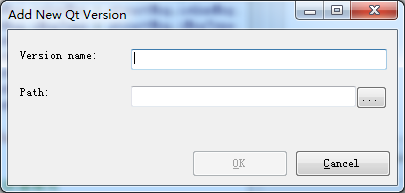 Add New Qt Version
Version name:
Path:
...
OK
Cancel